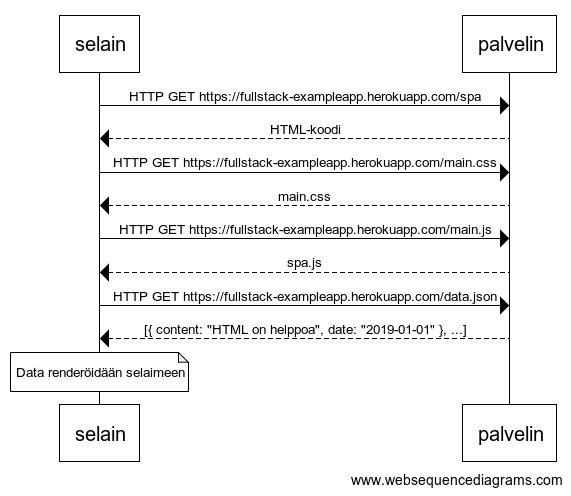 selain
palvelin
HTTP GET https://fullstack-exampleapp.herokuapp.com/spa
HTML-koodi
HTTP GET https://fullstack-exampleapp.herokuapp.com/main.css
main.css
HTTP GET https://fullstack-exampleapp.herokuapp.com/main.js
spa.js
HTTP GET https://fullstack-exampleapp.herokuapp.com/data.json
[{ content: "HTML on helppoa", date: "2019-01-01" }, ...]
Data renderöidään selaimeen
selain
palvelin
www.websequencediagrams.com